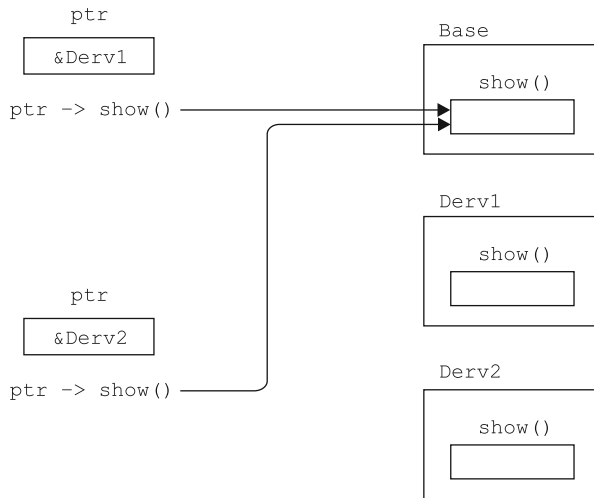 ptr
&Derv1
ptr -> show()
Base
show()
Derv1
show()
ptr
&Derv2
ptr -> show()
Derv2
show()